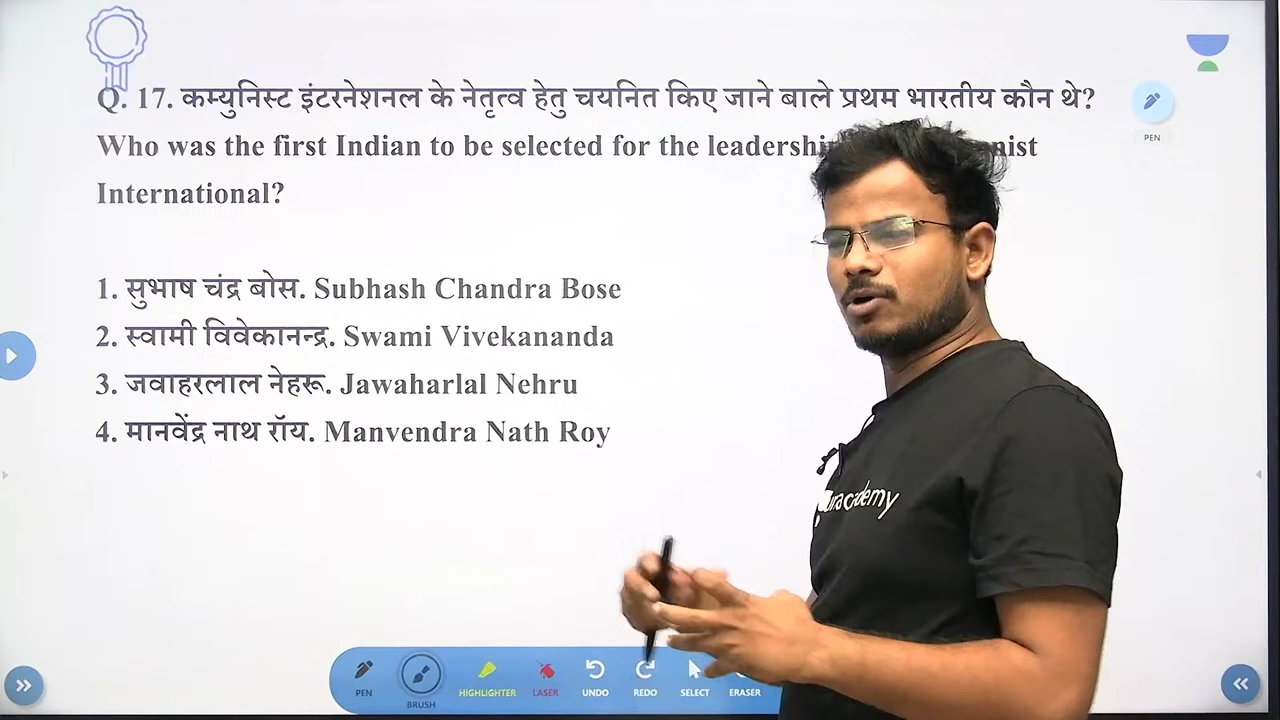 Q. 17. कम्युनिस्ट इंटरनेशनल के नेतृत्व हेतु चयनित किए जाने बाले प्रथम भारतीय कौन थे?
Who was the first Indian to be selected for the
International?
1. सुभाष चंद्र बोस. Subhash Chandra Bose
2. स्वामी विवेकानन्द्र. Swami Vivekananda
3. जवाहरलाल नेहरू. Jawaharlal Nehru
4. मानवेंद्र नाथ रॉय. Manvendra Nath Roy
PEN
PEN
BRUSH
HIGHLIGHTER
LASER
UNDO
REDO
SELECT
ERASER